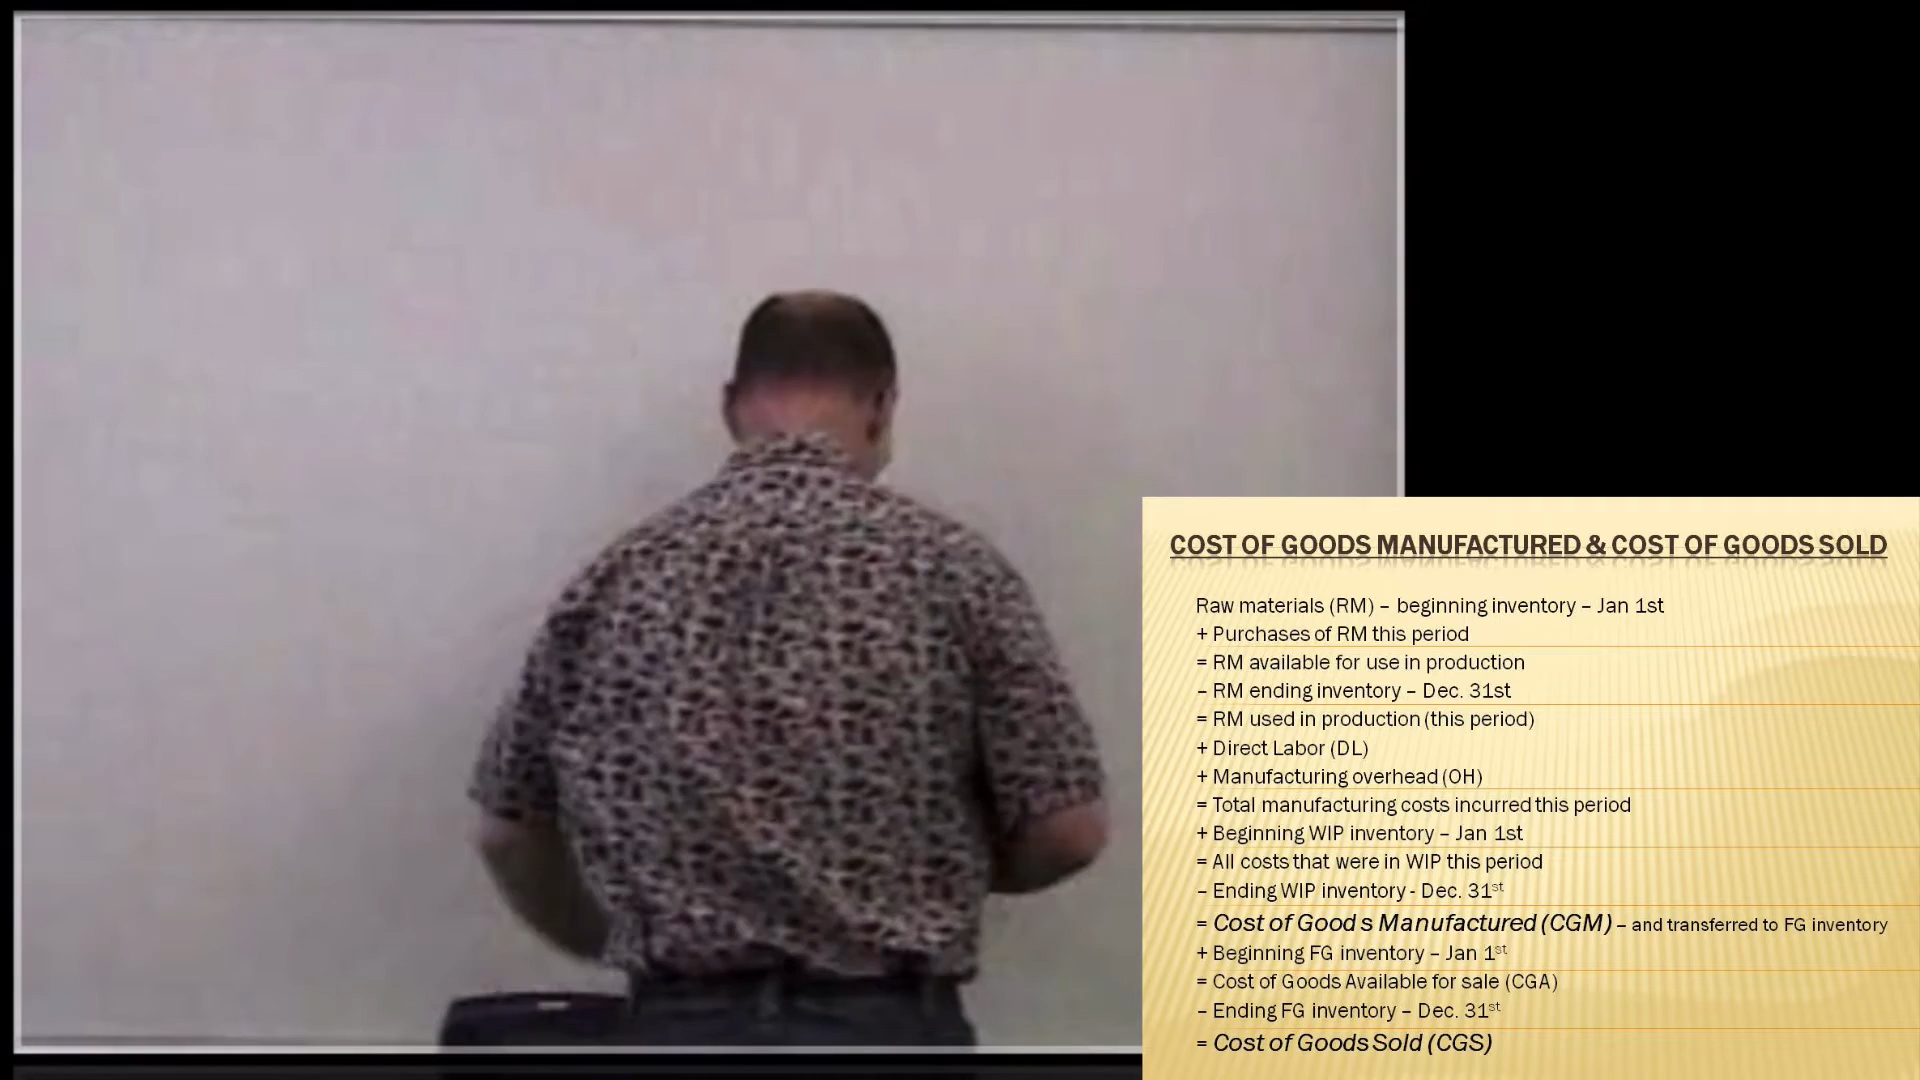 COST OF GOODS MANUFACTURED & COST OF GOODS SOLD
Raw materials (RM) – beginning inventory – Jan 1st
+ Purchases of RM this period
= RM available for use in production
– RM ending inventory – Dec. 31st
= RM used in production (this period)
+ Direct Labor (DL)
+ Manufacturing overhead (OH)
= Total manufacturing costs incurred this period
+ Beginning WIP inventory – Jan 1st
= All costs that were in WIP this period
– Ending WIP inventory - Dec. 31st
= Cost of Good s Manufactured (CGM) – and transferred to FG inventory
+ Beginning FG inventory – Jan 1st
= Cost of Goods Available for sale (CGA)
– Ending FG inventory – Dec. 31st
= Cost of Goods Sold (CGS)